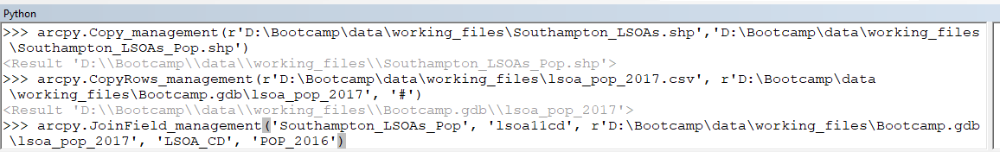 Python
>>> arcpy.Copy_management(r'D:\Bootcamp\data\working_files\Southampton_LSOAs.shp','D:\Bootcamp\data\working_files
\Southampton_LSOAs_Pop.shp')
<Result 'D:\\Bootcamp\\data\\working_files\\Southampton_LSOAs_Pop.shp'>
>>> arcpy.CopyRows_management(r'D:\Bootcamp\data\working_files\lsoa_pop_2017.csv', r'D:\Bootcamp\data
\working_files\Bootcamp.gdb\lsoa_pop_2017', '#')
<Result 'D:\\Bootcamp\\data\\working_files\\Bootcamp.gdb\\lsoa_pop_2017'>
>>> arcpy.JoinField_management('Southampton_LSOAs_Pop', 'lsoa11cd', r'D:\Bootcamp\data\working_files\Bootcamp.gdb
\lsoa_pop_2017', 'LSOA_CD', 'POP_2016')